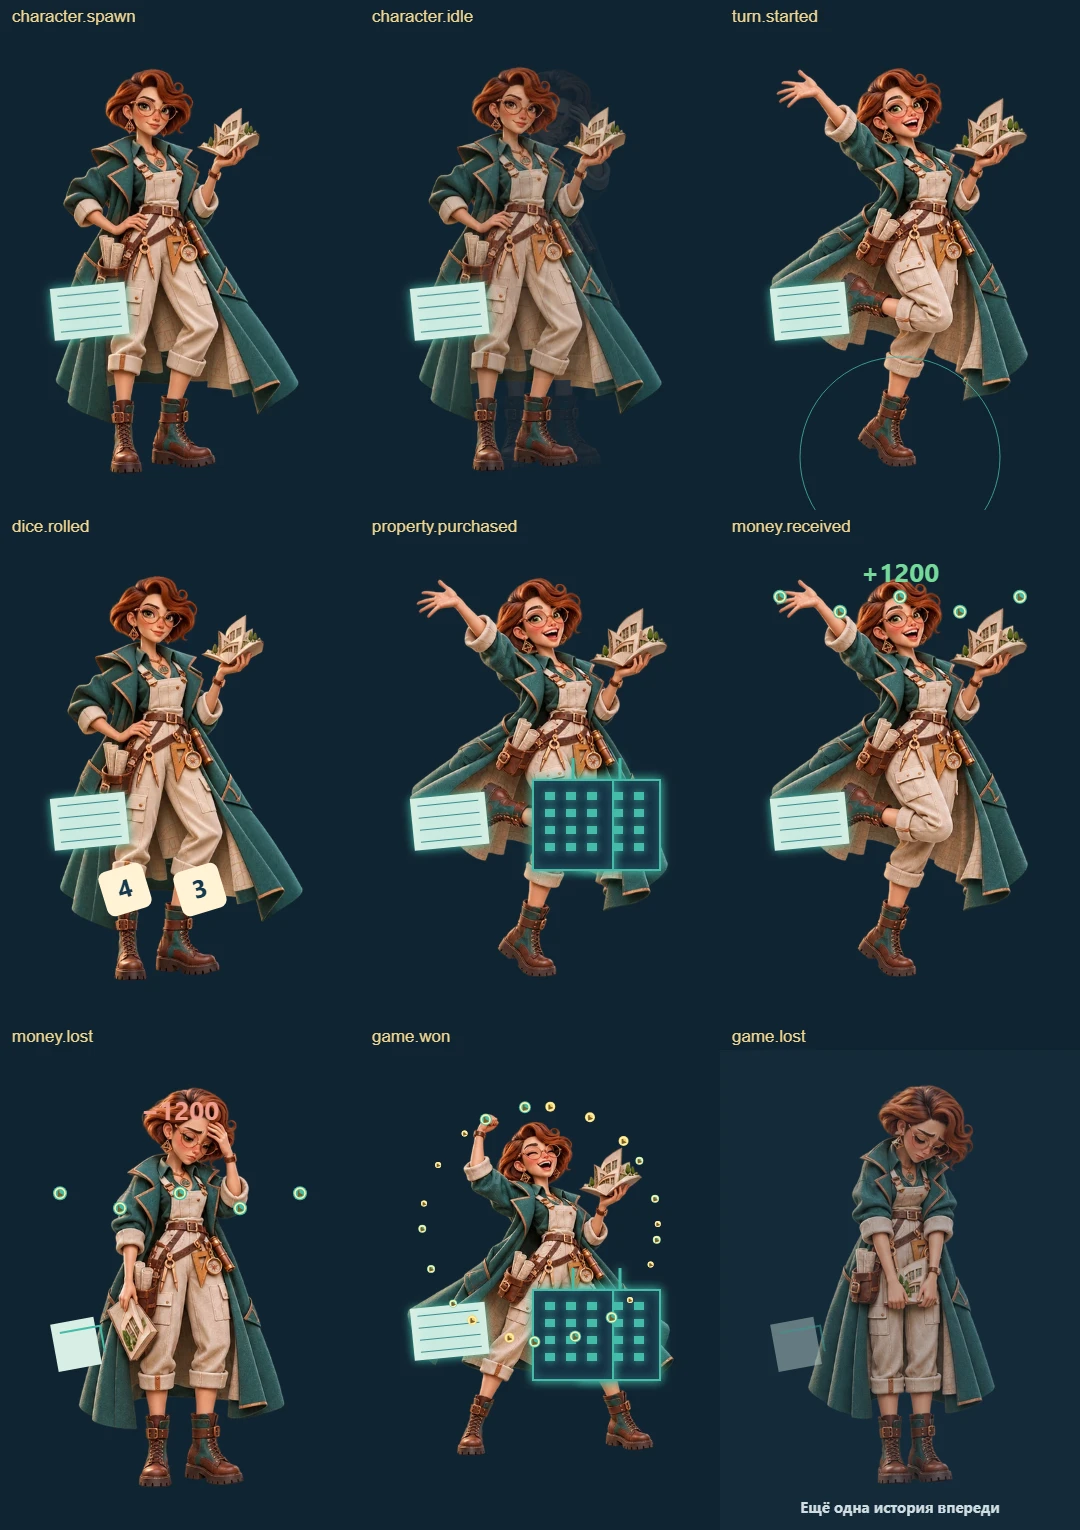 character.spawn
character.idle
turn.started
dice.rolled
property.purchased
money.received
+1200
4
3
money.lost
game.won
game.lost
−1200
Ещё одна история впереди